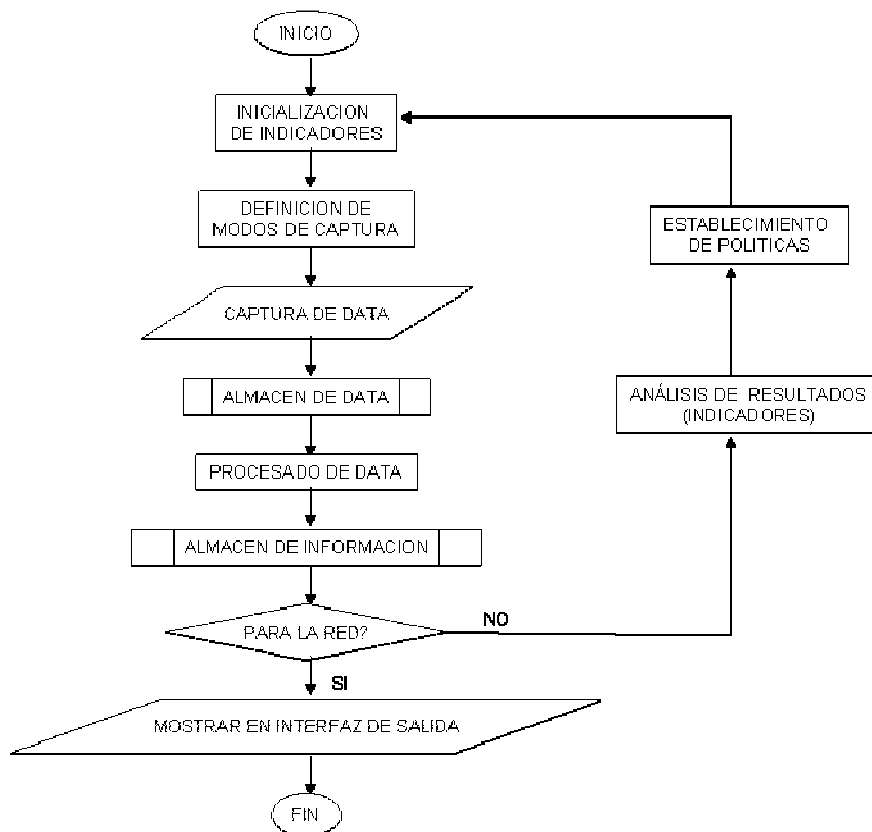 INICIO
INICIALIZACION
DE INDICADORES
DEFINICION DE
MODOS DE CAPTURA
CAPTURA DE DATA
ALMACEN DE DATA
PROCESADO DE DATA
ALMACEN DE INFORMACION
PARA LA RED?
NO
SI
MOSTRAR EN INTERFAZ DE SALIDA
FIN
ESTABLECIMIENTO
DE POLITICAS
ANÁLISIS DE RESULTADOS
(INDICADORES)